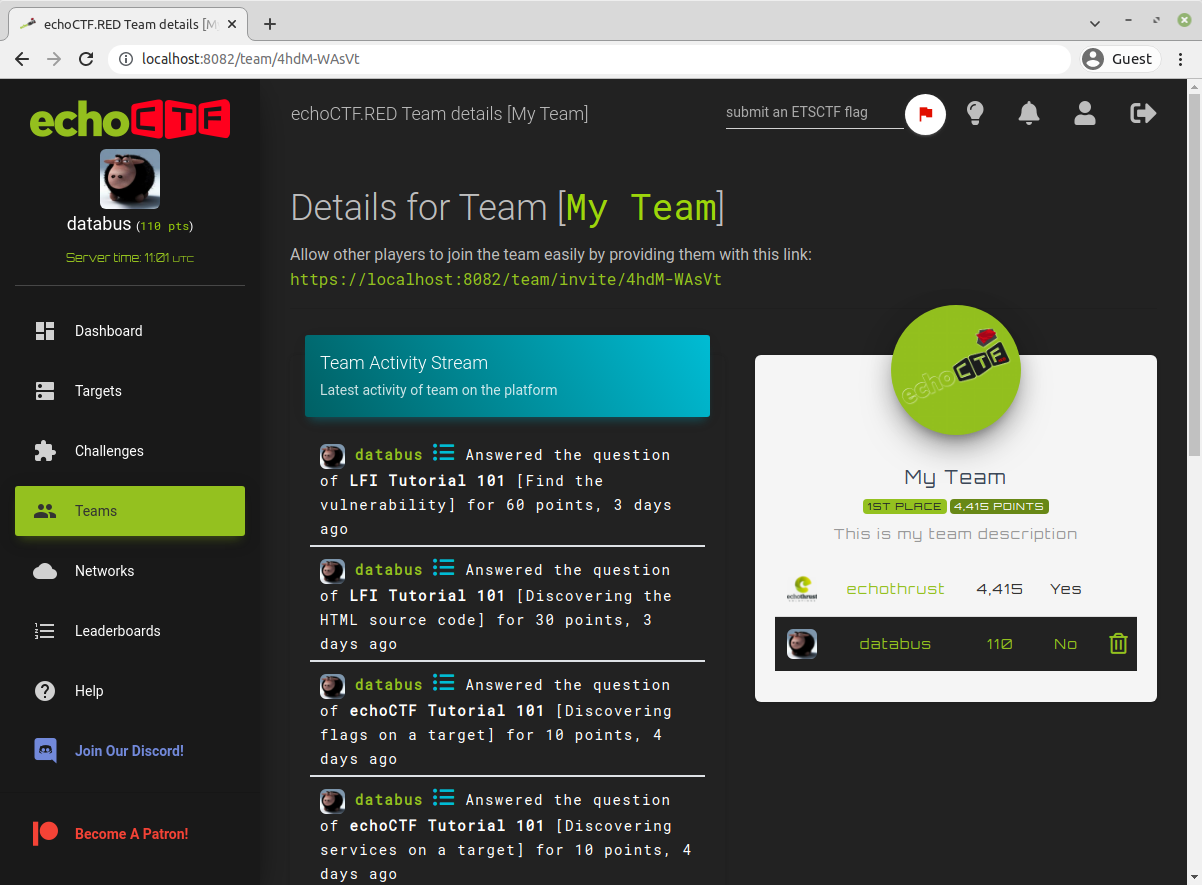 echoCTF.RED Team details [M
localhost:8082/team/4hdM-WAsVt
Guest
echoCTF
databus (110 pts)
Server time: 11:01 UTC
Dashboard
Targets
Challenges
Teams
Networks
Leaderboards
Help
Join Our Discord!
Become A Patron!
echoCTF.RED Team details [My Team]
submit an ETSCTF flag
Details for Team [My Team]
Allow other players to join the team easily by providing them with this link:
https://localhost:8082/team/invite/4hdM-WAsVt
Team Activity Stream
Latest activity of team on the platform
databus Answered the question
of LFI Tutorial 101 [Find the
vulnerability] for 60 points, 3 days
ago
databus Answered the question
of LFI Tutorial 101 [Discovering the
HTML source code] for 30 points, 3
days ago
databus Answered the question
of echoCTF Tutorial 101 [Discovering
flags on a target] for 10 points, 4
days ago
databus Answered the question
of echoCTF Tutorial 101 [Discovering
services on a target] for 10 points, 4
days ago
echoCTF
My Team
1ST PLACE 4,415 POINTS
This is my team description
echothrust
echothrust 4,415 Yes
databus 110 No